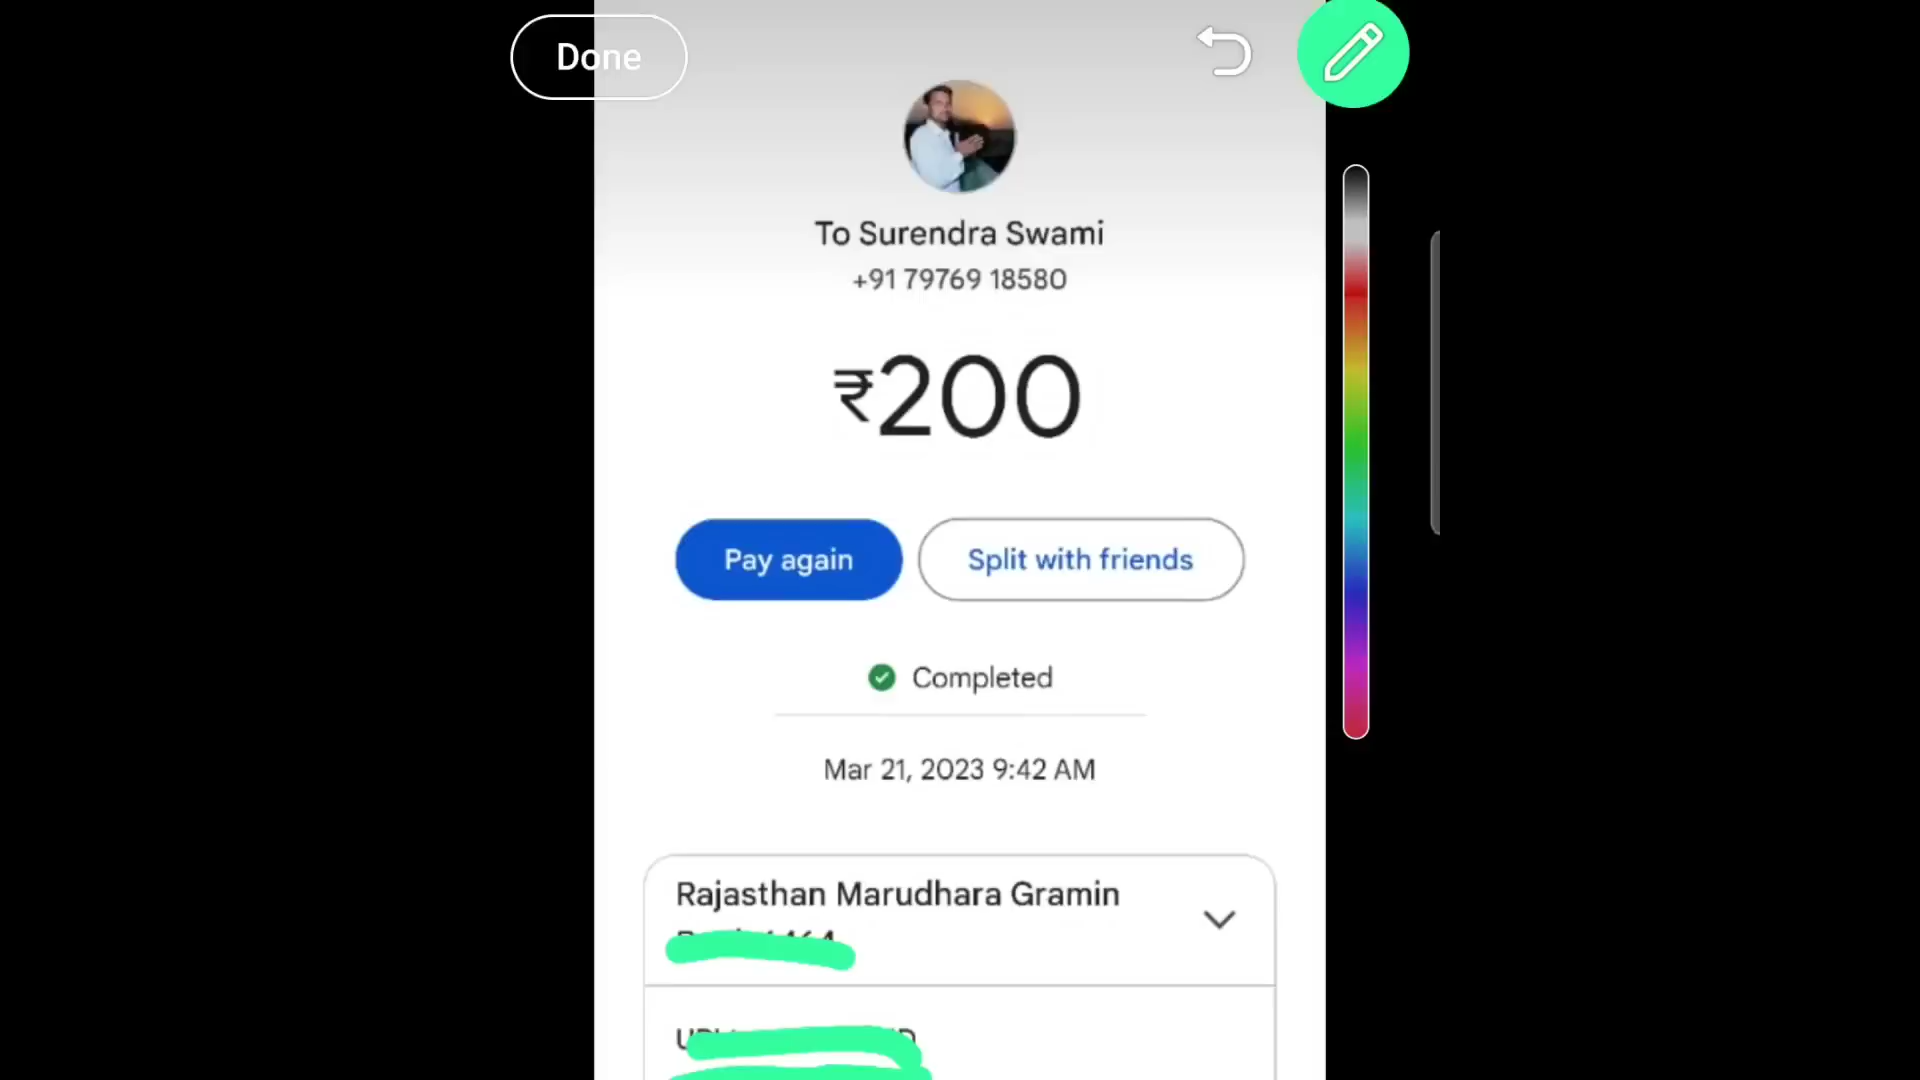 Done
To Surendra Swami
+91 79769 18580
₹200
Pay again
Split with friends
Completed
Mar 21, 2023 9:42 AM
Rajasthan Marudhara Gramin